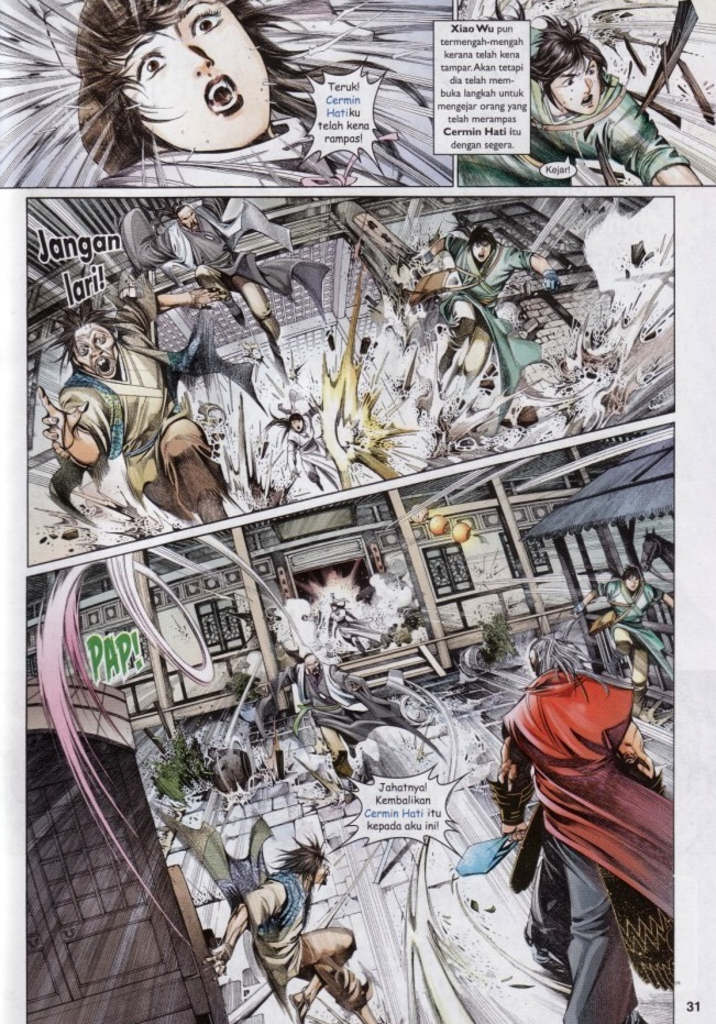 Teruk!
Cermin
Hatiku
telah kena
rampas!
Xiao Wu pun
termengah-mengah
kerana telah kena
tampar. Akan tetapi
dia telah mem-
buka langkah untuk
mengejar orang yang
telah merampas
Cermin Hati itu
dengan segera.
Kejar!
Jangan
lari!
PAP!
Jahatnya!
Kembalikan
Cermin Hati itu
kepada aku ini!
31